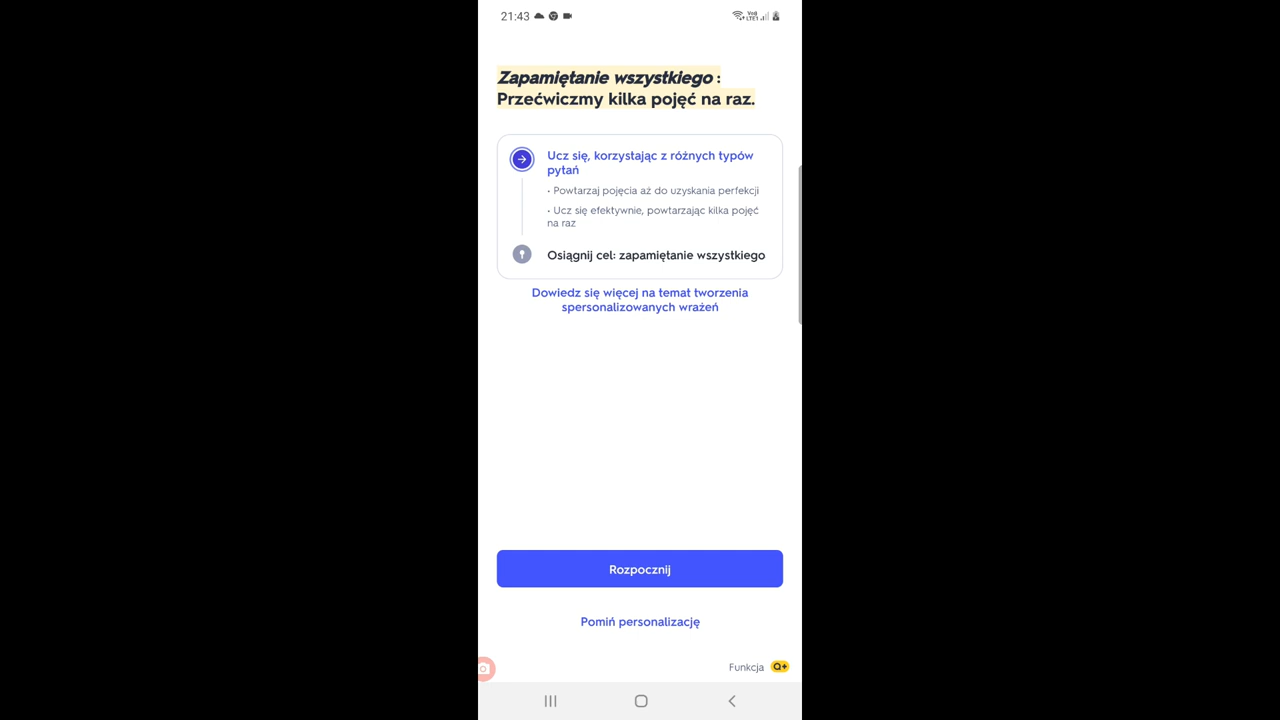 21:43
Zapamiętanie wszystkiego :
Przećwiczmy kilka pojęć na raz.
Ucz się, korzystając z różnych typów
pytań
• Powtarzaj pojęcia aż do uzyskania perfekcji
• Ucz się efektywnie, powtarzając kilka pojęć
na raz
Osiągnij cel: zapamiętanie wszystkiego
Dowiedz się więcej na temat tworzenia
spersonalizowanych wrażeń
Rozpocznij
Pomiń personalizację
Funkcja Q+